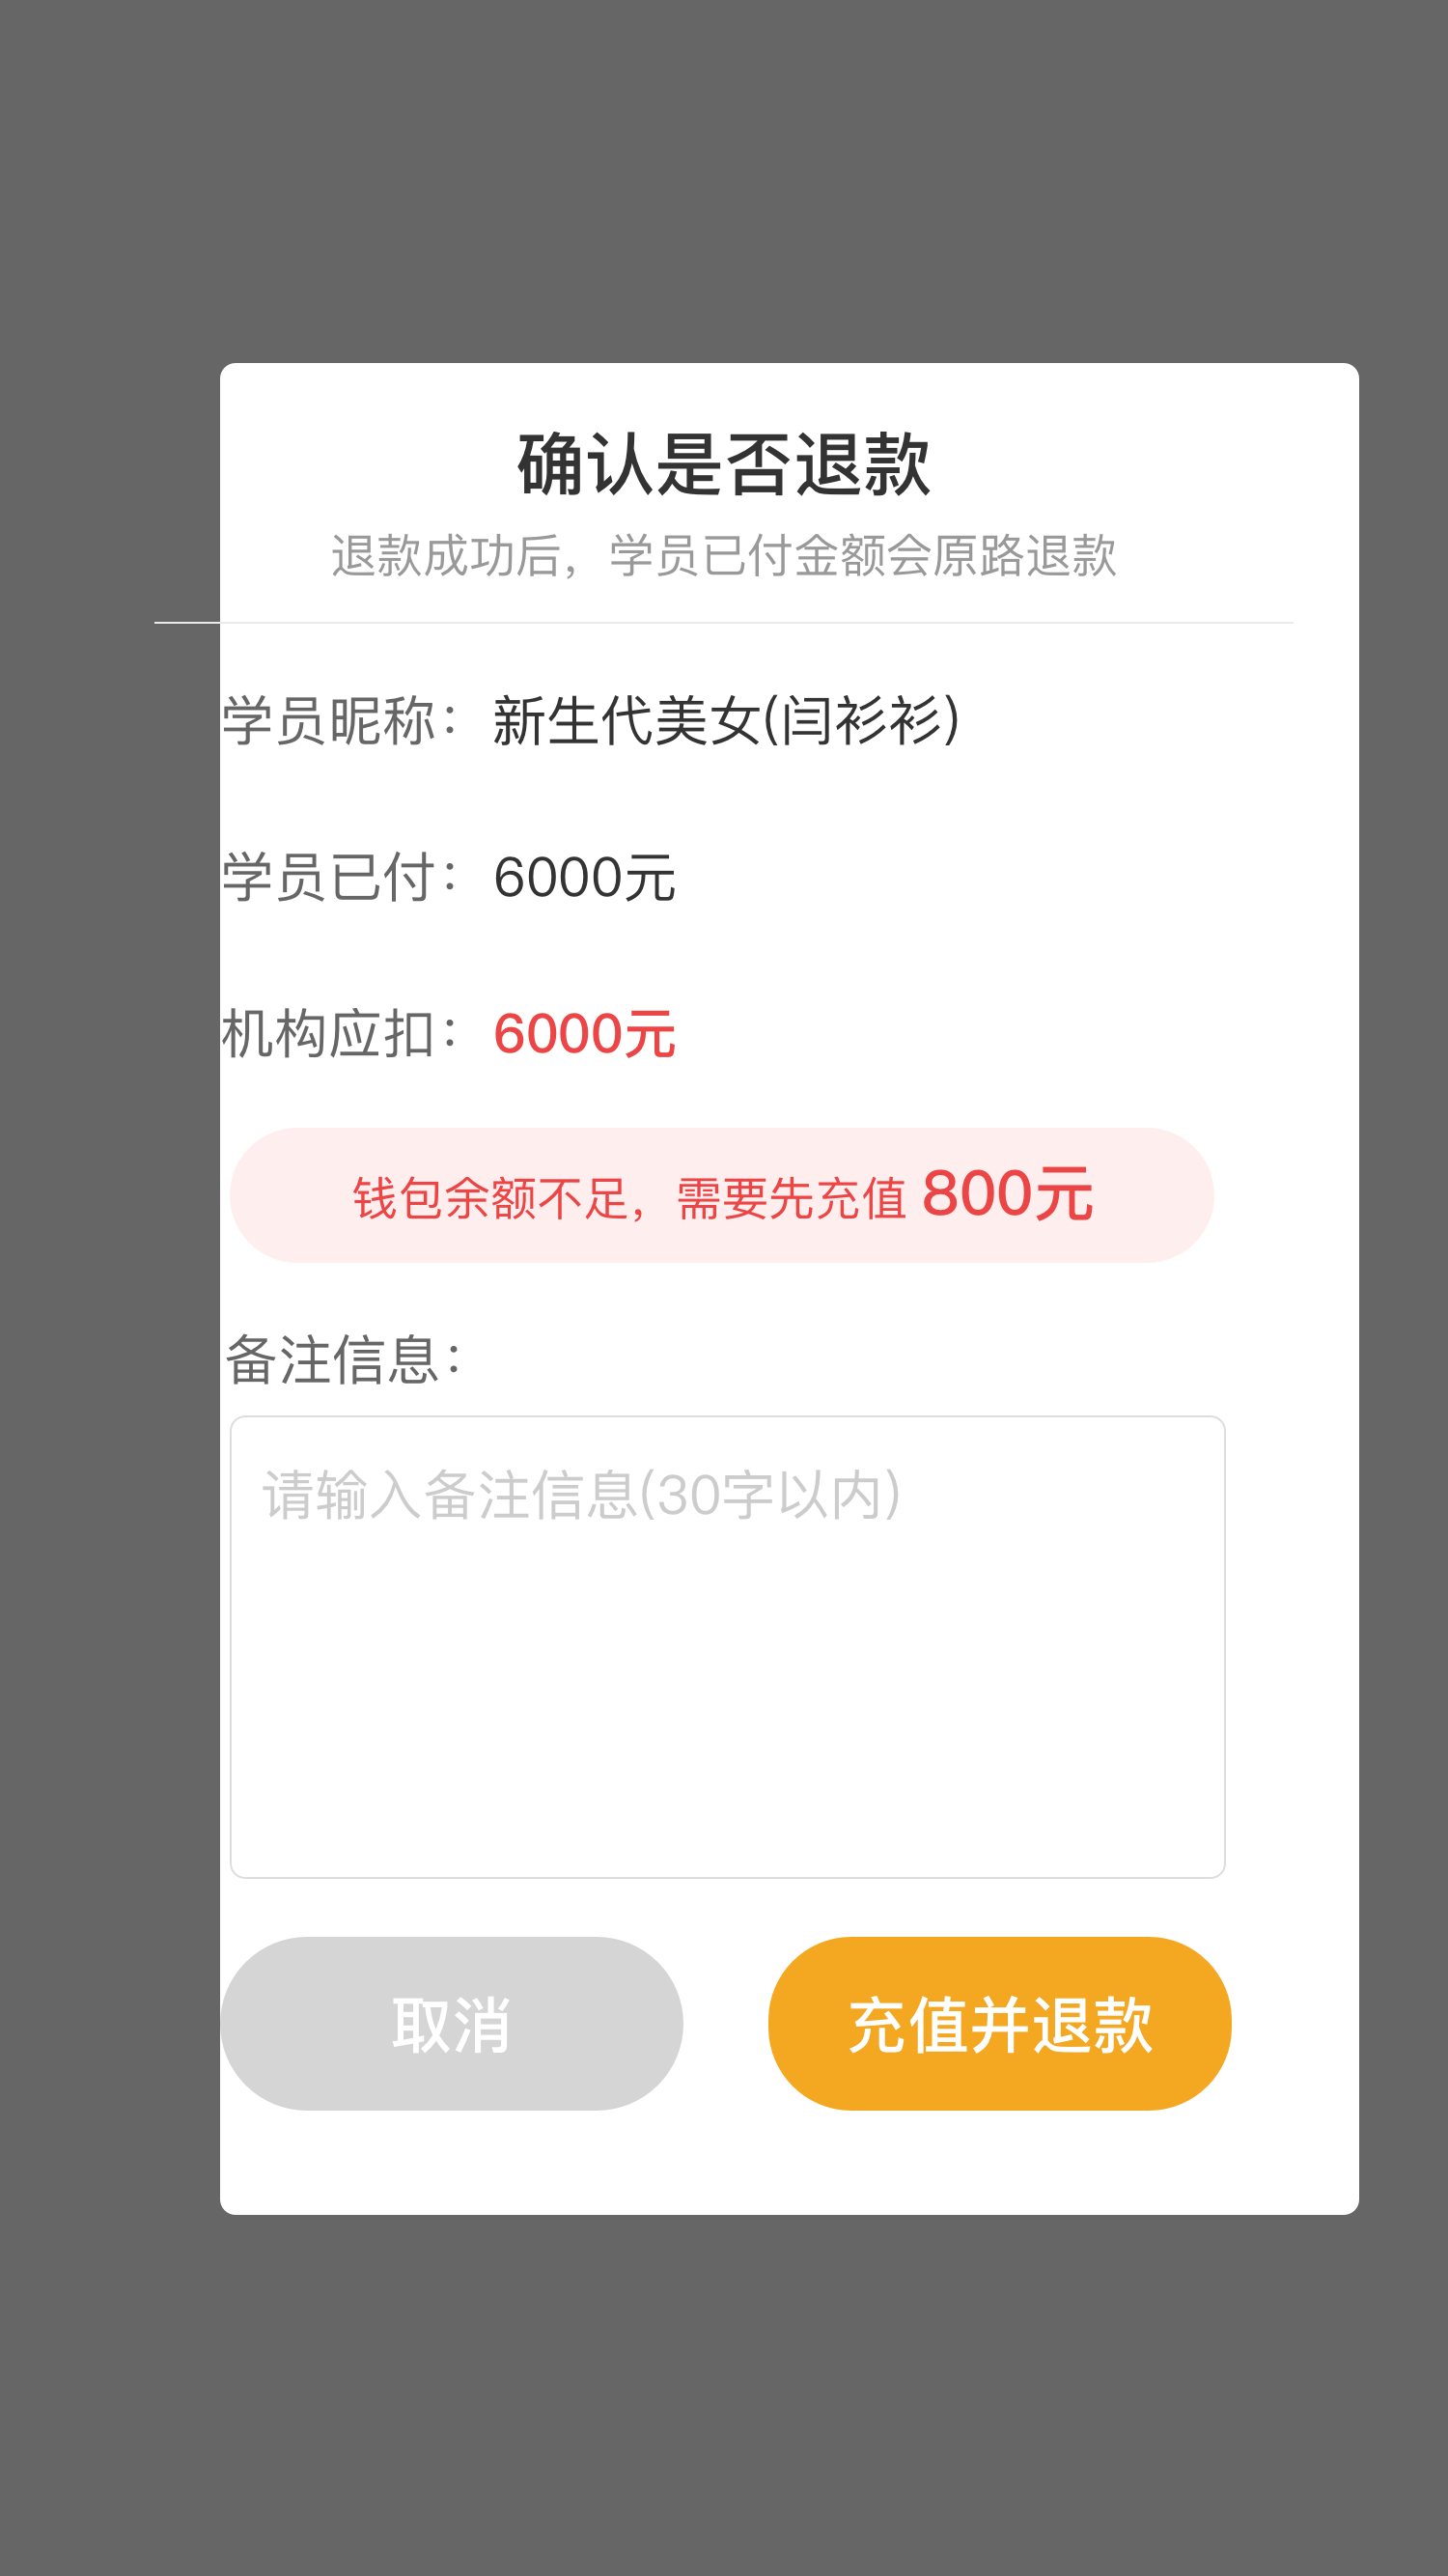 确认是否退款
退款成功后，学员已付金额会原路退款
学员昵称：新生代美女(闫衫衫)
学员已付：6000元
机构应扣：6000元
钱包余额不足，需要先充值 800元
备注信息：
请输入备注信息(30字以内)
取消 充值并退款